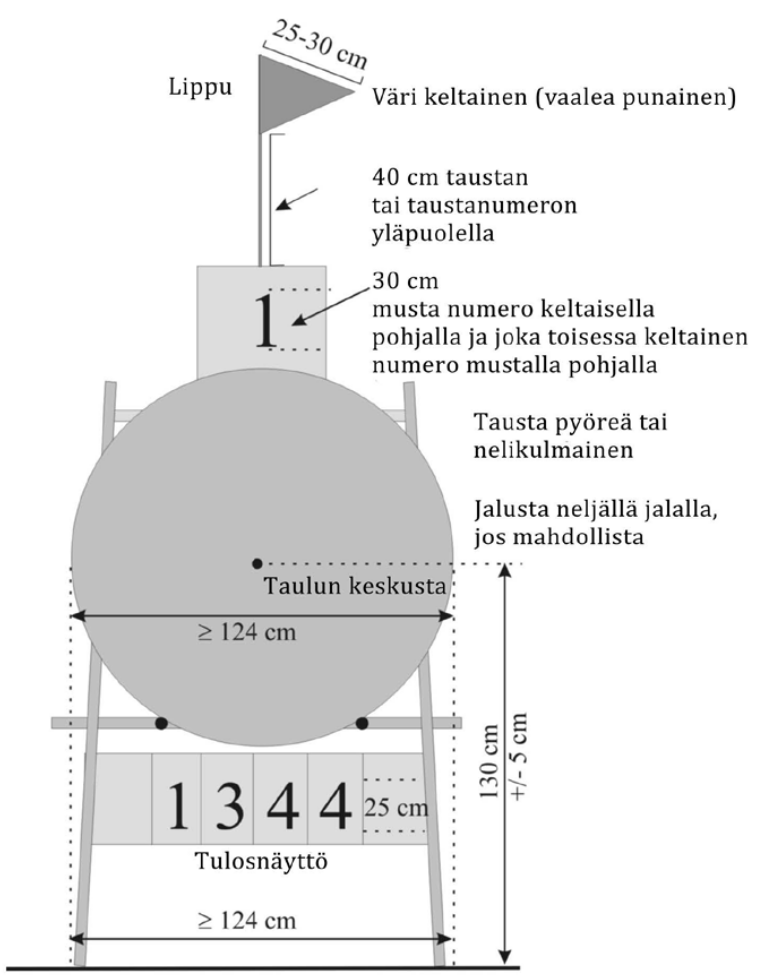 25-30 cm
Lippu
Väri keltainen (vaalea punainen)
40 cm taustan
tai taustanumeron
yläpuolella
1
30 cm
musta numero keltaisella
pohjalla ja joka toisessa keltainen
numero mustalla pohjalla
Tausta pyöreä tai
nelikulmainen
Jalusta neljällä jalalla,
jos mahdollista
Taulun keskusta
≥ 124 cm
130 cm
+/- 5 cm
1 3 4 4
25 cm
Tulosnäyttö
≥ 124 cm